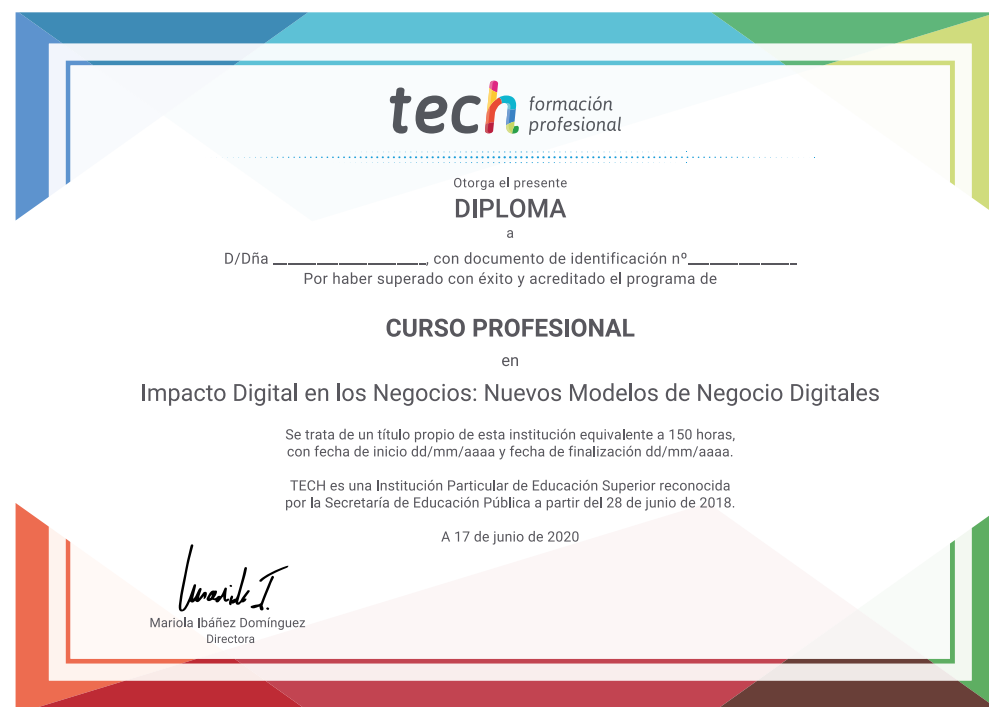 tech formación
profesional
Otorga el presente
DIPLOMA
a
D/Dña ____________________, con documento de identificación nº______________
Por haber superado con éxito y acreditado el programa de
CURSO PROFESIONAL
en
Impacto Digital en los Negocios: Nuevos Modelos de Negocio Digitales
Se trata de un título propio de esta institución equivalente a 150 horas,
con fecha de inicio dd/mm/aaaa y fecha de finalización dd/mm/aaaa.
TECH es una Institución Particular de Educación Superior reconocida
por la Secretaría de Educación Pública a partir del 28 de junio de 2018.
A 17 de junio de 2020
Mariola Ibáñez Domínguez
Directora